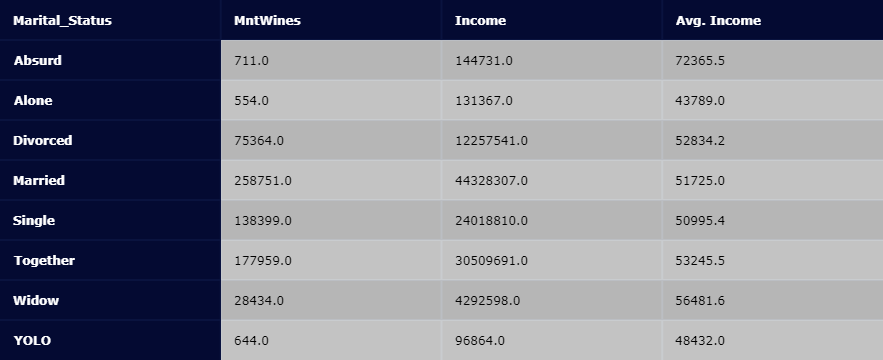 Marital_Status MntWines Income Avg. Income
Absurd 711.0 144731.0 72365.5
Alone 554.0 131367.0 43789.0
Divorced 75364.0 12257541.0 52834.2
Married 258751.0 44328307.0 51725.0
Single 138399.0 24018810.0 50995.4
Together 177959.0 30509691.0 53245.5
Widow 28434.0 4292598.0 56481.6
YOLO 644.0 96864.0 48432.0